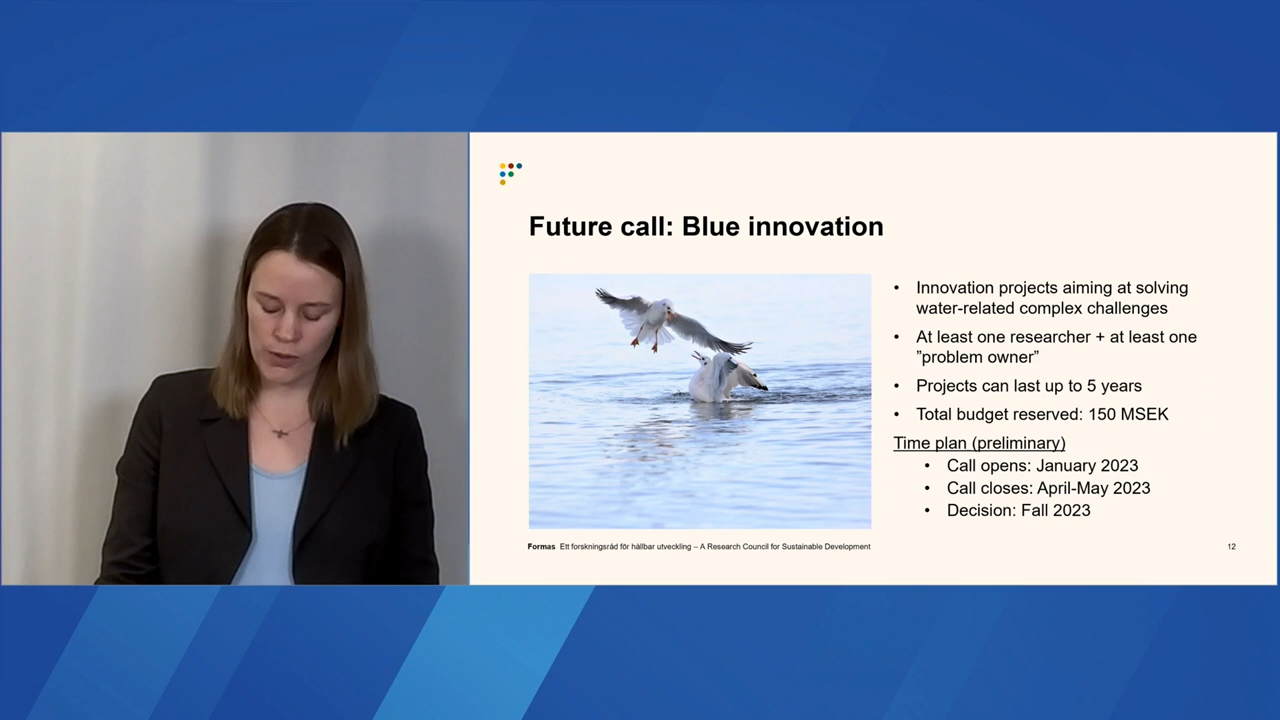 Future call: Blue innovation
• Innovation projects aiming at solving
water-related complex challenges
• At least one researcher + at least one
”problem owner”
• Projects can last up to 5 years
• Total budget reserved: 150 MSEK
Time plan (preliminary)
• Call opens: January 2023
• Call closes: April-May 2023
• Decision: Fall 2023
Formas Ett forskningsråd för hållbar utveckling – A Research Council for Sustainable Development
12